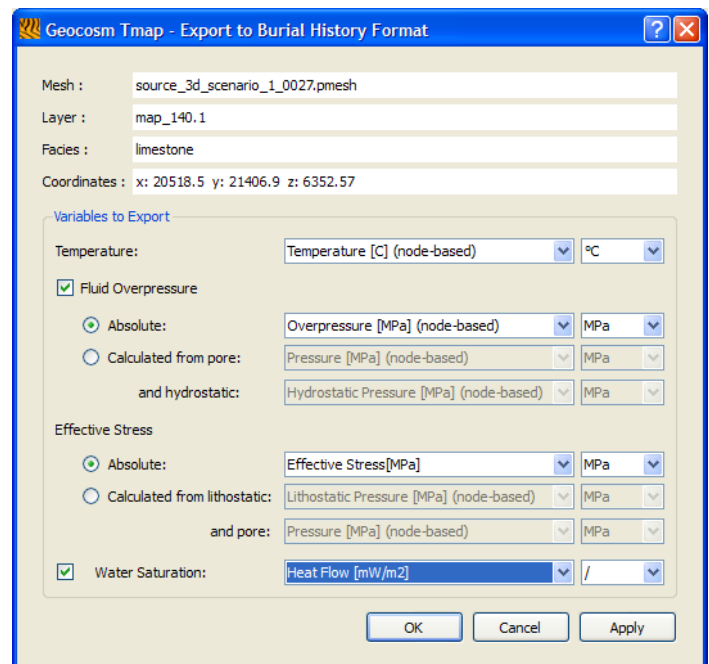 Geocosm Tmap - Export to Burial History Format
Mesh : source_3d_scenario_1_0027.pmesh
Layer : map_140.1
Facies : limestone
Coordinates : x: 20518.5 y: 21406.9 z: 6352.57
Variables to Export
Temperature: Temperature [C] (node-based) °C
Fluid Overpressure
Absolute: Overpressure [MPa] (node-based) MPa
Calculated from pore: Pressure [MPa] (node-based) MPa
and hydrostatic: Hydrostatic Pressure [MPa] (node-based) MPa
Effective Stress
Absolute: Effective Stress[MPa] MPa
Calculated from lithostatic: Lithostatic Pressure [MPa] (node-based) MPa
and pore: Pressure [MPa] (node-based) MPa
Water Saturation: Heat Flow [mW/m2] /
OK Cancel Apply